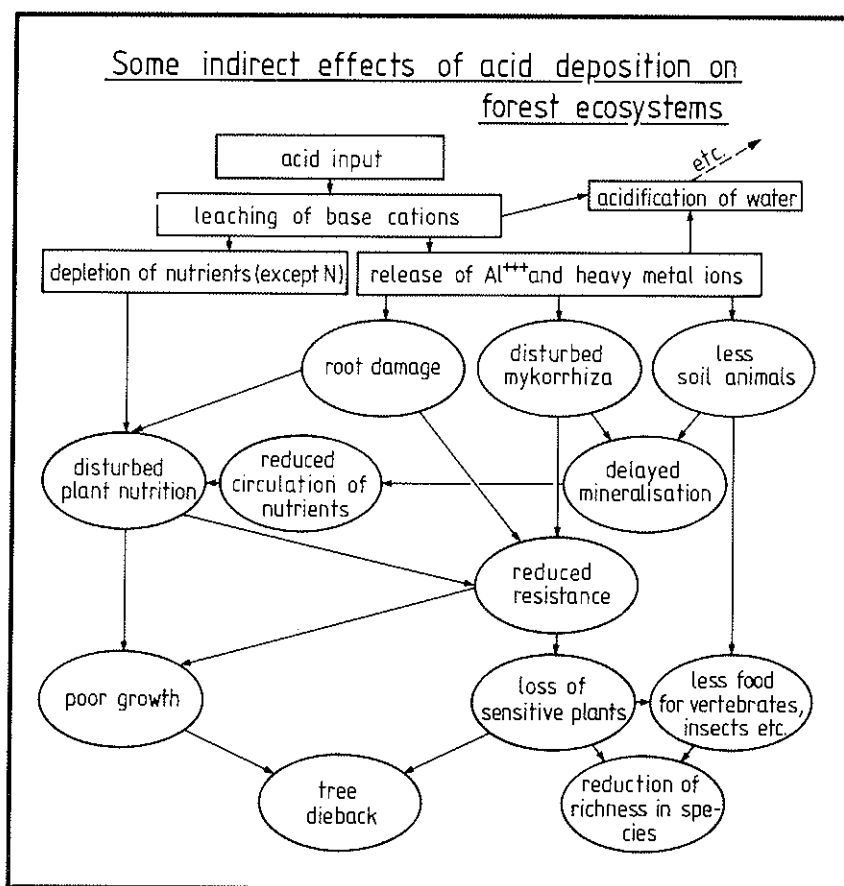 Some indirect effects of acid deposition on
forest ecosystems
acid input
etc.
leaching of base cations
acidification of water
depletion of nutrients (except N)
release of Al+++ and heavy metal ions
root damage
disturbed
mykorrhiza
less
soil animals
disturbed
plant nutrition
reduced
circulation of
nutrients
delayed
mineralisation
reduced
resistance
poor growth
loss of
sensitive plants
less food
for vertebrates,
insects etc.
tree
dieback
reduction of
richness in spe-
cies